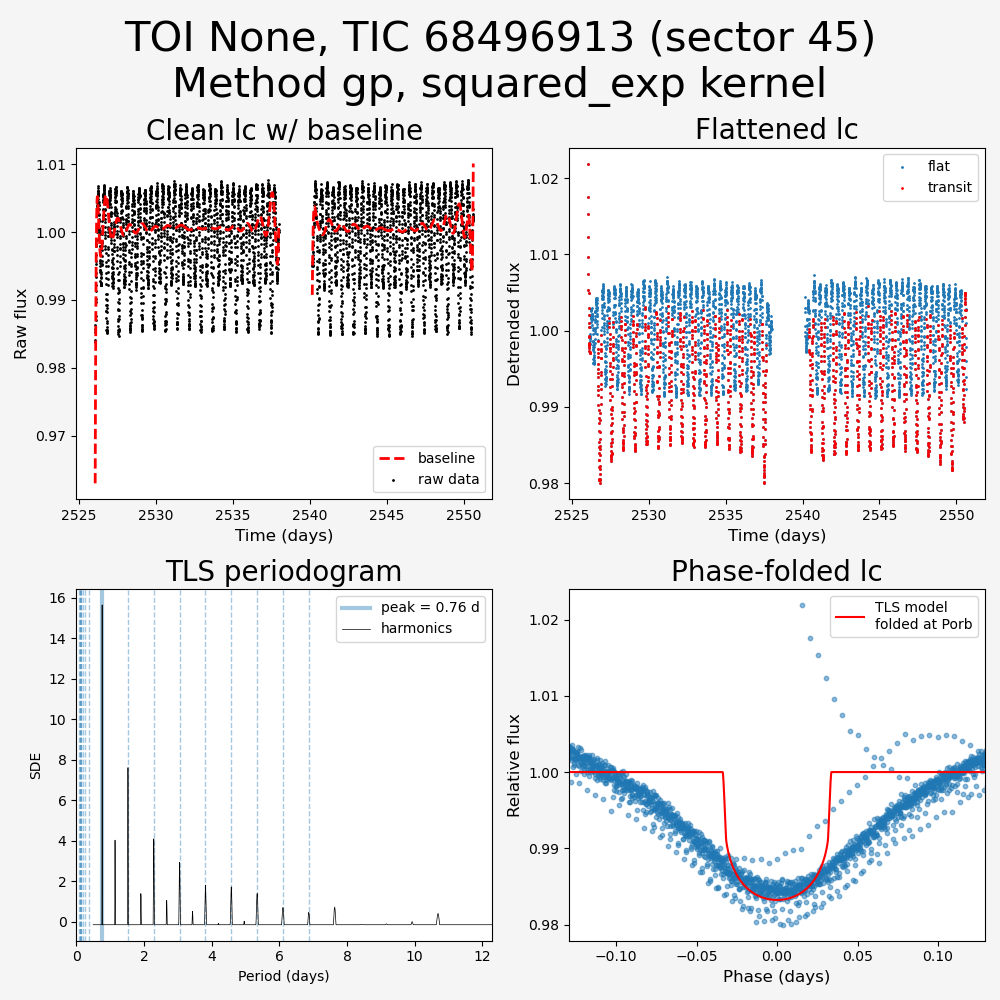 TOI None, TIC 68496913 (sector 45)
Method gp, squared_exp kernel
Clean lc w/ baseline
1.01
1.00
0.99
0.98
0.97
Raw flux
baseline
raw data
2525
2530
2535
2540
2545
2550
Time (days)
Flattened lc
flat
transit
1.02
1.01
1.00
0.99
0.98
Detrended flux
2525
2530
2535
2540
2545
2550
Time (days)
TLS periodogram
peak = 0.76 d
harmonics
16
14
12
10
8
6
4
2
0
SDE
0
2
4
6
8
10
12
Period (days)
Phase-folded lc
TLS model
folded at Porb
1.02
1.01
1.00
0.99
0.98
Relative flux
−0.10
−0.05
0.00
0.05
0.10
Phase (days)